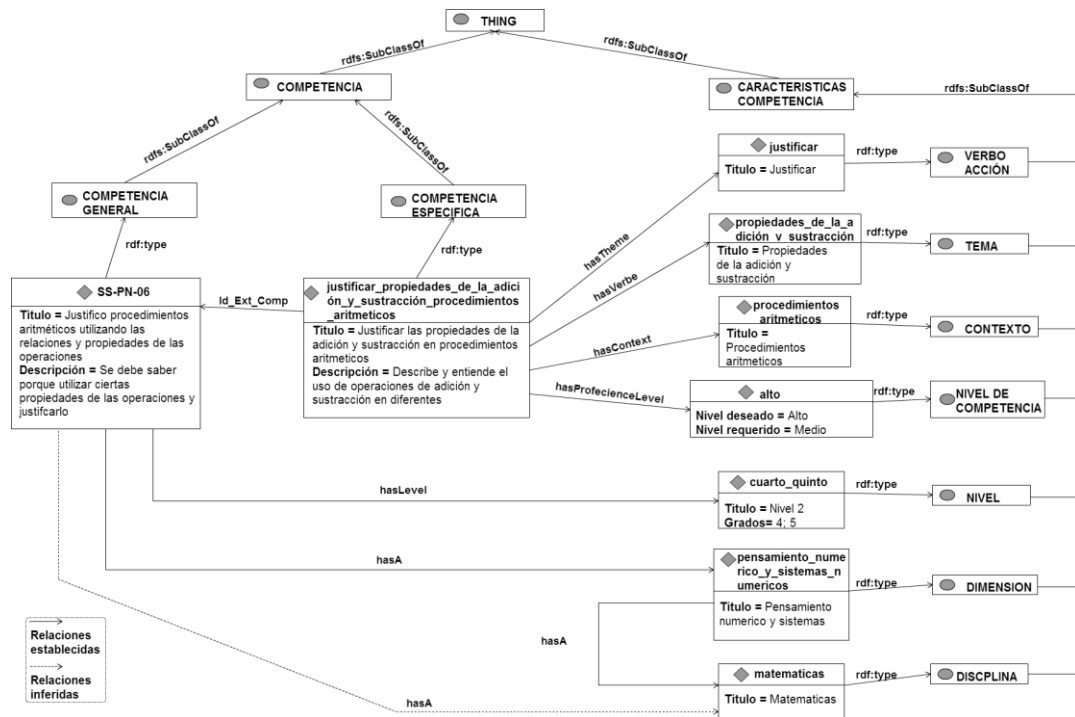 THING
rdfs:SubClassOf
rdfs:SubClassOf
COMPETENCIA
CARACTERISTICAS
COMPETENCIA
rdfs:SubClassOf
rdfs:SubClassOf
rdfs:SubClassOf
COMPETENCIA
GENERAL
COMPETENCIA
ESPECIFICA
justificar
Titulo = Justificar
rdf:type
VERBO
ACCIÓN
rdf:type
rdf:type
hasTheme
propiedades_de_la_a
dición_y_sustracción
Titulo = Propiedades
de la adición y
sustracción
rdf:type
TEMA
SS-PN-06
Titulo = Justifico procedimientos
aritméticos utilizando las
relaciones y propiedades de las
operaciones
Descripción = Se debe saber
porque utilizar ciertas
propiedades de las operaciones y
justifcarlo
Id_Ext_Comp
justificar_propiedades_de_la_adici
ón_y_sustracción_procedimientos
_aritmeticos
Titulo = Justificar las propiedades de la
adición y sustracción en procedimientos
aritmeticos
Descripción = Describe y entiende el
uso de operaciones de adición y
sustracción en diferentes
hasVerbe
hasContext
procedimientos
aritmeticos
Titulo =
Procedimientos
aritmeticos
rdf:type
CONTEXTO
hasProfecienceLevel
alto
Nivel deseado = Alto
Nivel requerido = Medio
rdf:type
NIVEL DE
COMPETENCIA
hasLevel
cuarto_quinto
Titulo = Nivel 2
Grados= 4; 5
rdf:type
NIVEL
hasA
pensamiento_nume
rico_y_sistemas_n
umericos
Titulo = Pensamiento
numerico y sistemas
rdf:type
DIMENSION
hasA
matematicas
Titulo = Matematicas
rdf:type
DISCPLINA
hasA
Relaciones
establecidas
Relaciones
inferidas